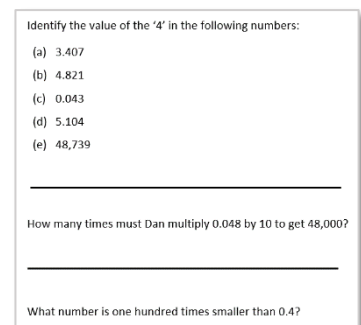 Identify the value of the ‘4’ in the following numbers:
(a) 3.407
(b) 4.821
(c) 0.043
(d) 5.104
(e) 48,739
How many times must Dan multiply 0.048 by 10 to get 48,000?
What number is one hundred times smaller than 0.4?